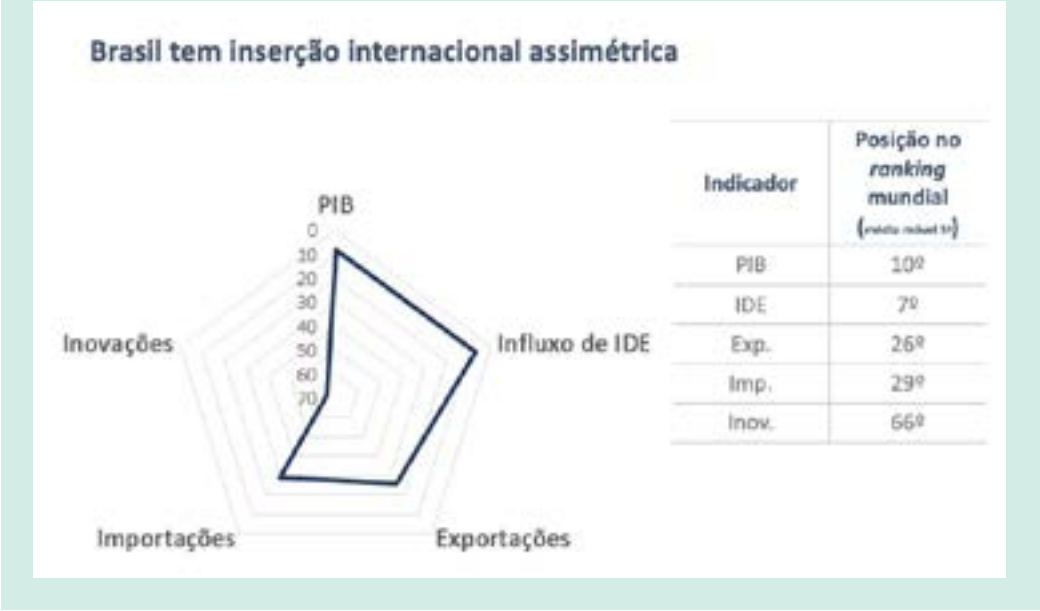 Brasil tem inserção internacional assimétrica
PIB
0
10
20
30
40
50
60
70
Inovações
Influxo de IDE
Importações
Exportações
Indicador
Posição no
ranking
mundial
PIB 10º
IDE 7º
Exp. 26º
Imp. 29º
Inov. 66º